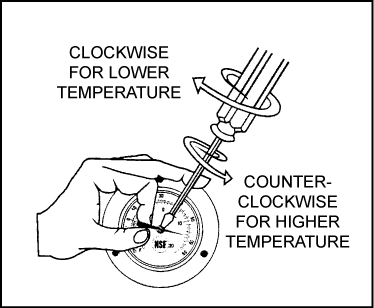 CLOCKWISE
FOR LOWER
TEMPERATURE
COUNTER-
CLOCKWISE
FOR HIGHER
TEMPERATURE
NSF